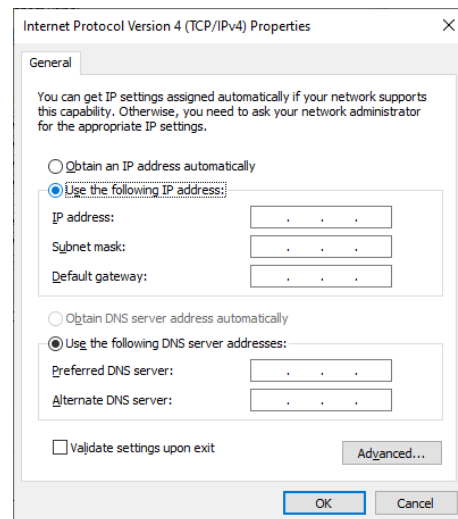 Internet Protocol Version 4 (TCP/IPv4) Properties
General
You can get IP settings assigned automatically if your network supports
this capability. Otherwise, you need to ask your network administrator
for the appropriate IP settings.
Obtain an IP address automatically
Use the following IP address:
IP address:
. . .
Subnet mask:
. . .
Default gateway:
. . .
Obtain DNS server address automatically
Use the following DNS server addresses:
Preferred DNS server:
. . .
Alternate DNS server:
. . .
Validate settings upon exit
Advanced...
OK
Cancel